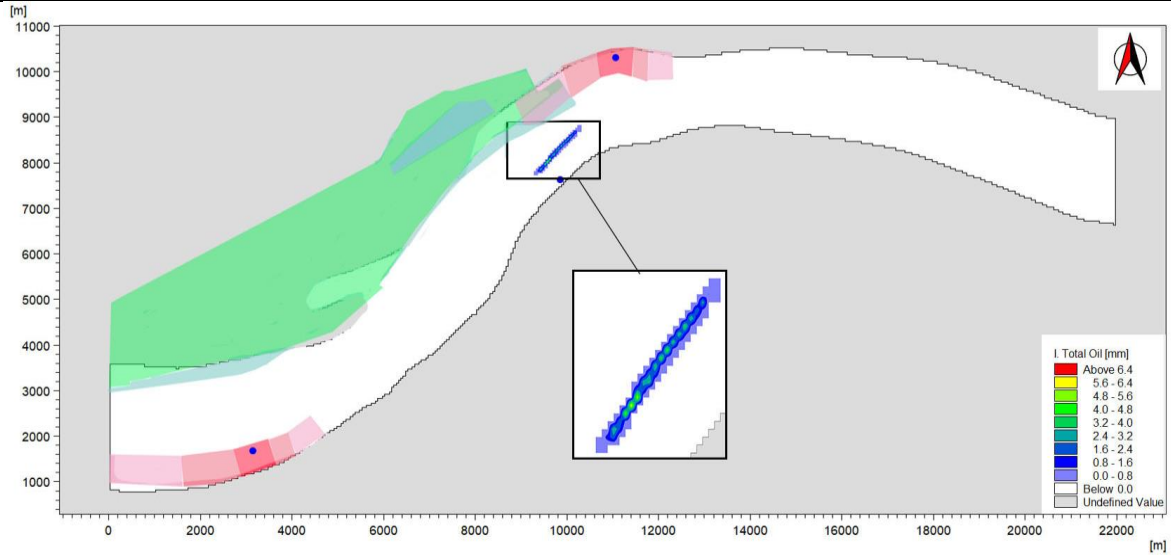 [m]
11000
10000
9000
8000
7000
6000
5000
4000
3000
2000
1000
I. Total Oil [mm]
Above 6.4
5.6 - 6.4
4.8 - 5.6
4.0 - 4.8
3.2 - 4.0
2.4 - 3.2
1.6 - 2.4
0.8 - 1.6
0.0 - 0.8
Below 0.0
Undefined Value
0 2000 4000 6000 8000 10000 12000 14000 16000 18000 20000 22000
[m]